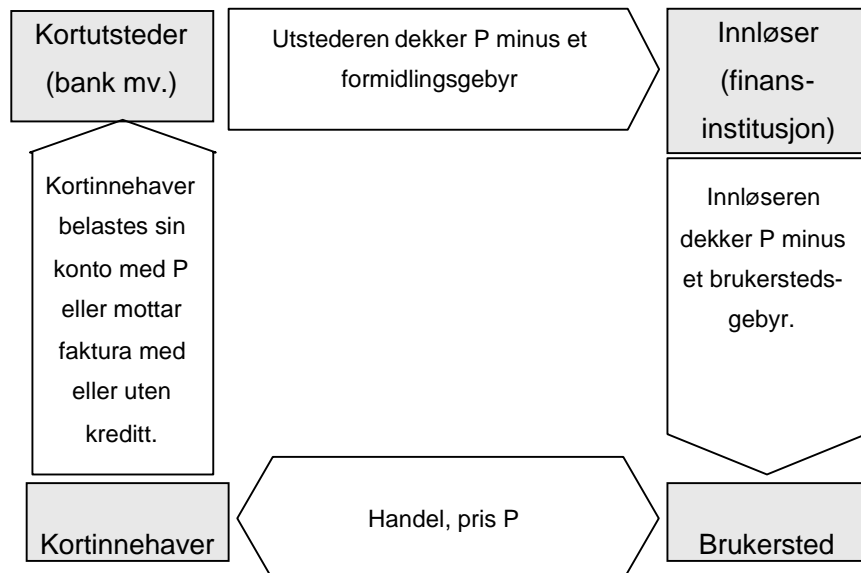 Kortutsteder
(bank mv.)
Utstederen dekker P minus et
formidlingsgebyr
Innløser
(finans-
institusjon)
Kortinnehaver
belastes sin
konto med P
eller mottar
faktura med
eller uten
kreditt.
Innløseren
dekker P minus
et brukersteds-
gebyr.
Kortinnehaver
Handel, pris P
Brukersted